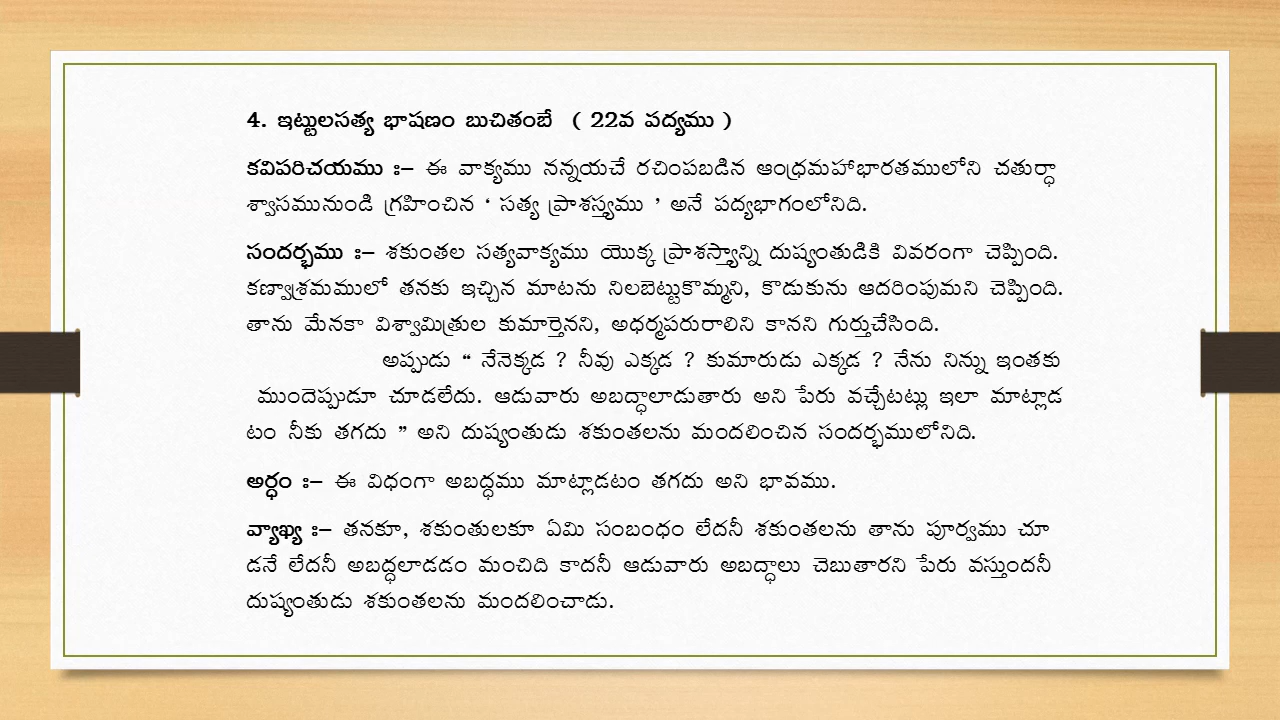 4. ఇట్టులసత్య భాషణం బుచితంబే ( 22వ పద్యము )
కవిపరిచయము ః– ఈ వాక్యము నన్నయచే రచింపబడిన ఆంధ్రమహాభారతములోని చతుర్ధా
శ్వాసమునుండి గ్రహించిన ‘ సత్య ప్రాశస్త్యము ’ అనే పద్యభాగంలోనిది.
సందర్భము ః– శకుంతల సత్యవాక్యము యొక్క ప్రాశస్త్యాన్ని దుష్యంతుడికి వివరంగా చెప్పింది.
కణ్వాశ్రమములో తనకు ఇచ్చిన మాటను నిలబెట్టుకొమ్మని, కొడుకును ఆదరింపుమని చెప్పింది.
తాను మేనకా విశ్వామిత్రుల కుమార్తెనని, అధర్మపరురాలిని కానని గుర్తుచేసింది.
అప్పుడు “ నేనెక్కడ ? నీవు ఎక్కడ ? కుమారుడు ఎక్కడ ? నేను నిన్ను ఇంతకు
ముందెప్పుడూ చూడలేదు. ఆడువారు అబద్ధాలాడుతారు అని పేరు వచ్చేటట్లు ఇలా మాట్లాడ
టం నీకు తగదు ” అని దుష్యంతుడు శకుంతలను మందలించిన సందర్భములోనిది.
అర్ధం ః– ఈ విధంగా అబద్ధము మాట్లాడటం తగదు అని భావము.
వ్యాఖ్య ః– తనకూ, శకుంతులకూ ఏమి సంబంధం లేదనీ శకుంతలను తాను పూర్వము చూ
డనే లేదనీ అబద్ధలాడడం మంచిది కాదనీ ఆడువారు అబద్ధాలు చెబుతారని పేరు వస్తుందనీ
దుష్యంతుడు శకుంతలను మందలించాడు.